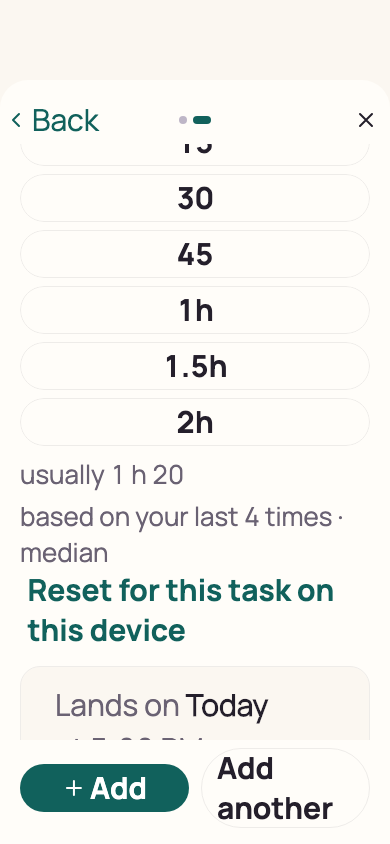 Back
30
45
1h
1.5h
2h
usually 1 h 20
based on your last 4 times ·
median
Reset for this task on
this device
Lands on Today
+ Add
Add
another